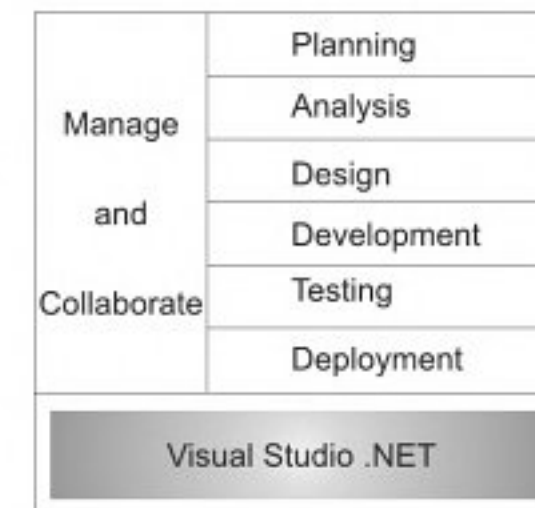 Manage
and
Collaborate
Planning
Analysis
Design
Development
Testing
Deployment
Visual Studio .NET